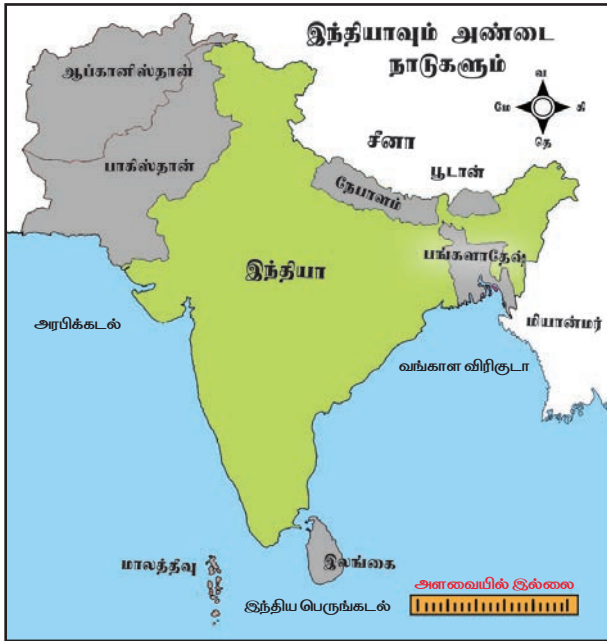 இந்தியாவும் அண்டை
நாடுகளும்
வ
மே
கி
தெ
ஆப்கானிஸ்தான்
சீனா
பாகிஸ்தான்
பூடான்
நேபாளம்
பங்களாதேஷ்
இந்தியா
அரபிக்கடல்
மியான்மர்
வங்காள விரிகுடா
மாலத்தீவு
இலங்கை
அளவையில் இல்லை
இந்திய பெருங்கடல்